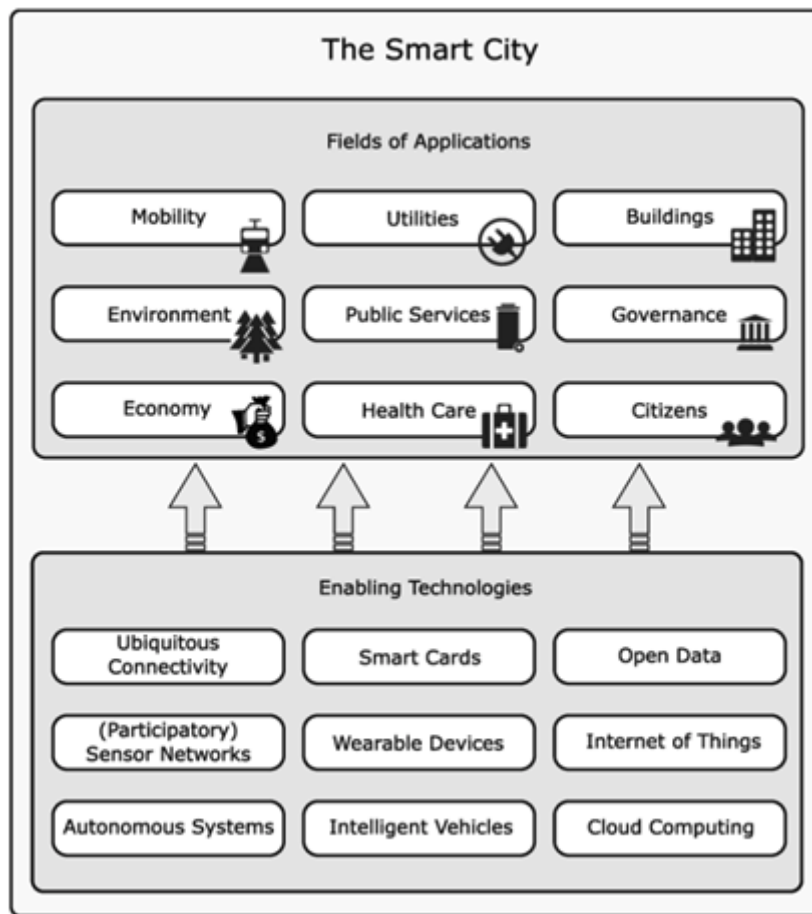 The Smart City
Fields of Applications
Mobility
Utilities
Buildings
Environment
Public Services
Governance
Economy
$
Health Care
Citizens
Enabling Technologies
Ubiquitous
Connectivity
Smart Cards
Open Data
(Participatory)
Sensor Networks
Wearable Devices
Internet of Things
Autonomous Systems
Intelligent Vehicles
Cloud Computing